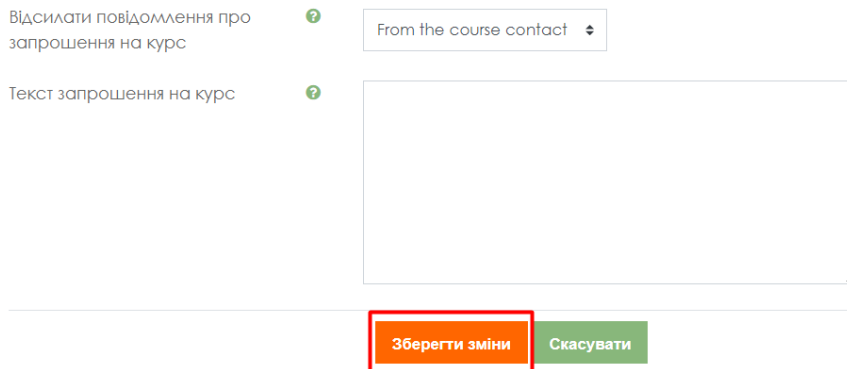 Відсилати повідомлення про
запрошення на курс
From the course contact
Текст запрошення на курс
Зберегти зміни
Скасувати